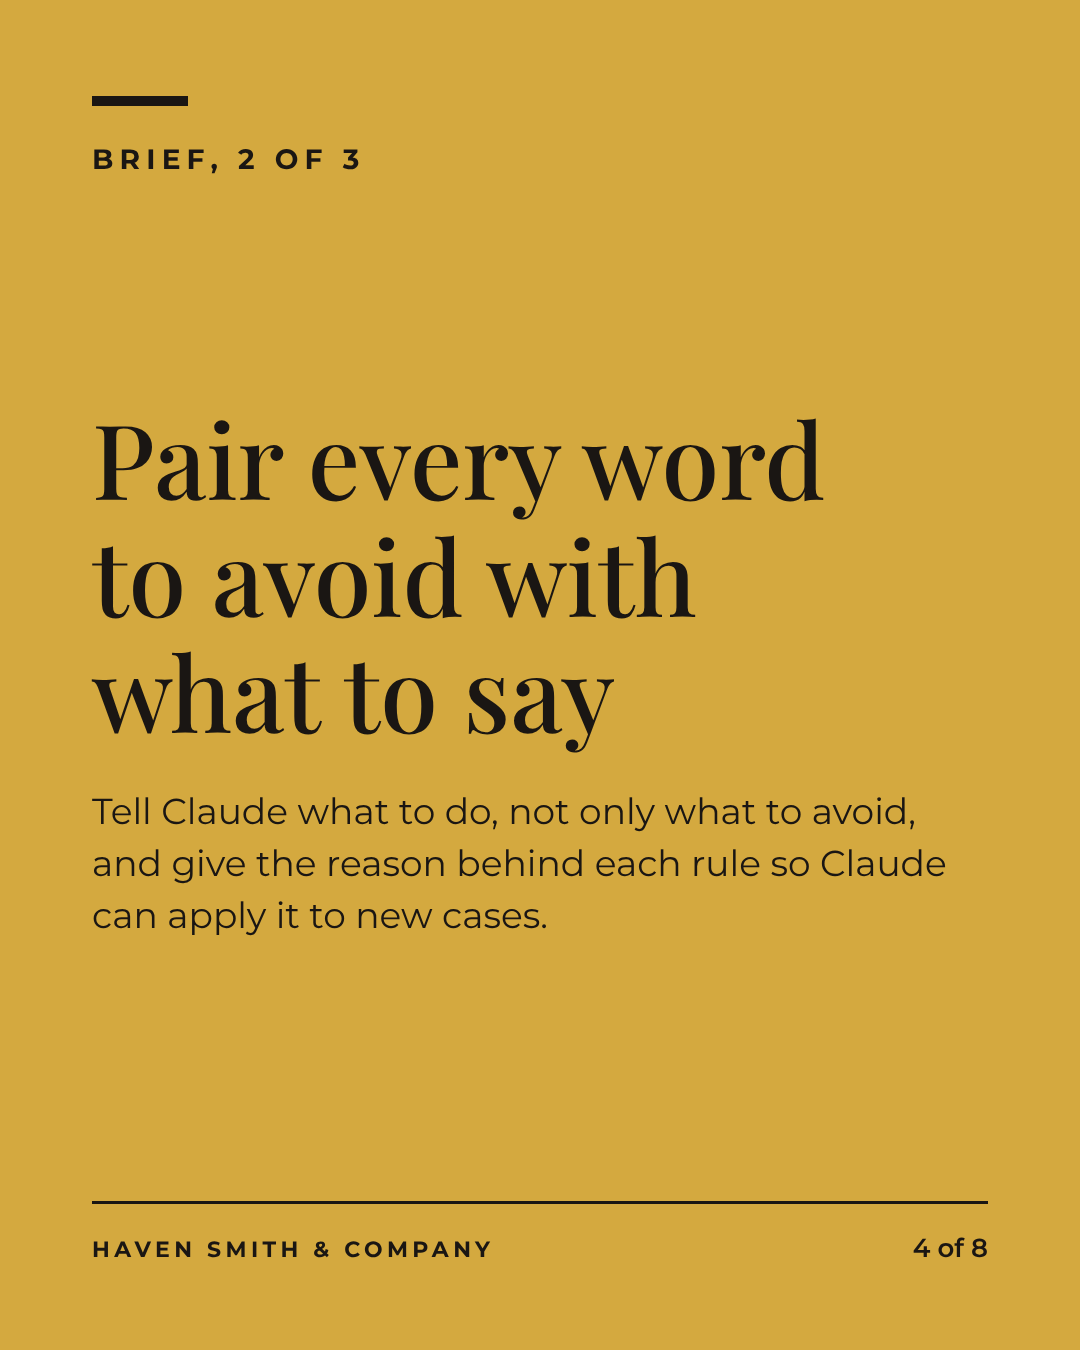 BRIEF, 2 OF 3
Pair every word
to avoid with
what to say
Tell Claude what to do, not only what to avoid,
and give the reason behind each rule so Claude
can apply it to new cases.
HAVEN SMITH & COMPANY
4 of 8